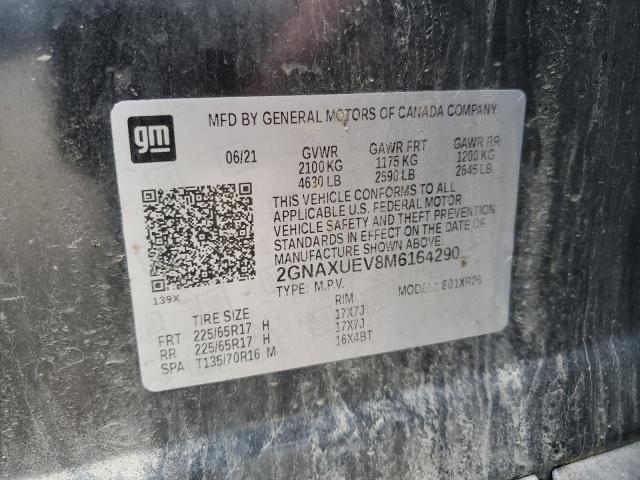 gm
MFD BY GENERAL MOTORS OF CANADA COMPANY
06/21 GVWR GAWR FRT GAWR RR
2100 KG 1175 KG 1200 KG
4630 LB 2590 LB 2645 LB
THIS VEHICLE CONFORMS TO ALL
APPLICABLE U.S. FEDERAL MOTOR
VEHICLE SAFETY AND THEFT PREVENTION
STANDARDS IN EFFECT ON THE DATE OF
MANUFACTURE SHOWN ABOVE.
2GNAXUEV8M6164290
139X
TYPE: M.P.V. MODEL: 801XR26
TIRE SIZE RIM
FRT 225/65R17 H 17X7J
RR 225/65R17 H 17X7J
SPA T135/70R16 M 16X4BT